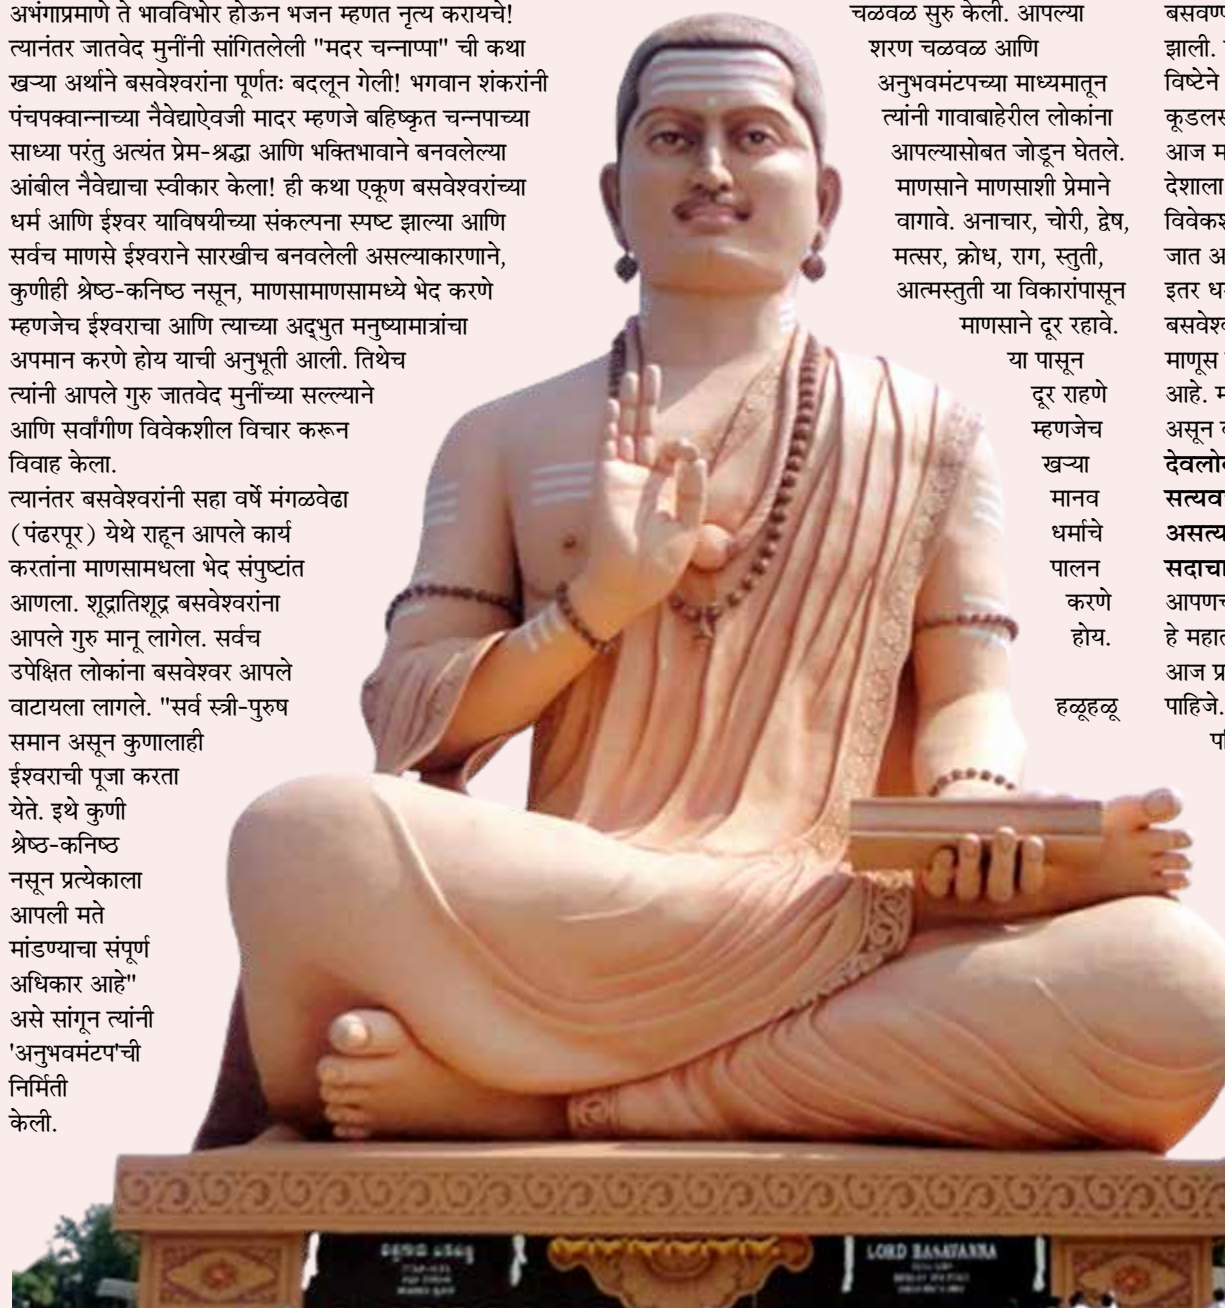 अभंगाप्रमाणे ते भावविभोर होऊन भजन म्हणत नृत्य करायचे!
त्यानंतर जातवेद मुनींनी सांगितलेली "मदर चन्नाप्पा" ची कथा
खऱ्या अर्थाने बसवेश्वरांना पूर्णतः बदलून गेली! भगवान शंकरांनी
पंचपक्वान्नाच्या नैवेद्याऐवजी मादर म्हणजे बहिष्कृत चन्नपाच्या
साध्या परंतु अत्यंत प्रेम-श्रद्धा आणि भक्तिभावाने बनवलेल्या
आंबील नैवेद्याचा स्वीकार केला! ही कथा एकूण बसवेश्वरांच्या
धर्म आणि ईश्वर याविषयीच्या संकल्पना स्पष्ट झाल्या आणि
सर्वच माणसे ईश्वराने सारखीच बनवलेली असल्याकारणाने,
कुणीही श्रेष्ठ-कनिष्ठ नसून, माणसामाणसामध्ये भेद करणे
म्हणजेच ईश्वराचा आणि त्याच्या अद्‌भुत मनुष्यामात्रांचा
अपमान करणे होय याची अनुभूती आली. तिथेच
त्यांनी आपले गुरु जातवेद मुनींच्या सल्ल्याने
आणि सर्वांगीण विवेकशील विचार करून
विवाह केला.
त्यानंतर बसवेश्वरांनी सहा वर्षे मंगळवेढा
(पंढरपूर) येथे राहून आपले कार्य
करतांना माणसामधला भेद संपुष्टांत
आणला. शूद्रातिशूद्र बसवेश्वरांना
आपले गुरु मानू लागेल. सर्वच
उपेक्षित लोकांना बसवेश्वर आपले
वाटायला लागले. "सर्व स्त्री-पुरुष
समान असून कुणालाही
ईश्वराची पूजा करता
येते. इथे कुणी
श्रेष्ठ-कनिष्ठ
नसून प्रत्येकाला
आपली मते
मांडण्याचा संपूर्ण
अधिकार आहे"
असे सांगून त्यांनी
'अनुभवमंटप'ची
निर्मिती
केली.
चळवळ सुरु केली. आपल्या
शरण चळवळ आणि
अनुभवमंटपच्या माध्यमातून
त्यांनी गावाबाहेरील लोकांना
आपल्यासोबत जोडून घेतले.
माणसाने माणसाशी प्रेमाने
वागावे. अनाचार, चोरी, द्वेष,
मत्सर, क्रोध, राग, स्तुती,
आत्मस्तुती या विकारांपासून
माणसाने दूर रहावे.
या पासून
दूर राहणे
म्हणजेच
खऱ्या
मानव
धर्माचे
पालन
करणे
होय.
हळूहळू
झाली.
विष्टेने
आज
देशाला
जात
इतर
माणूस
आहे.
असून
हे
आज
पाहिजे.
LORD BASAVANNA